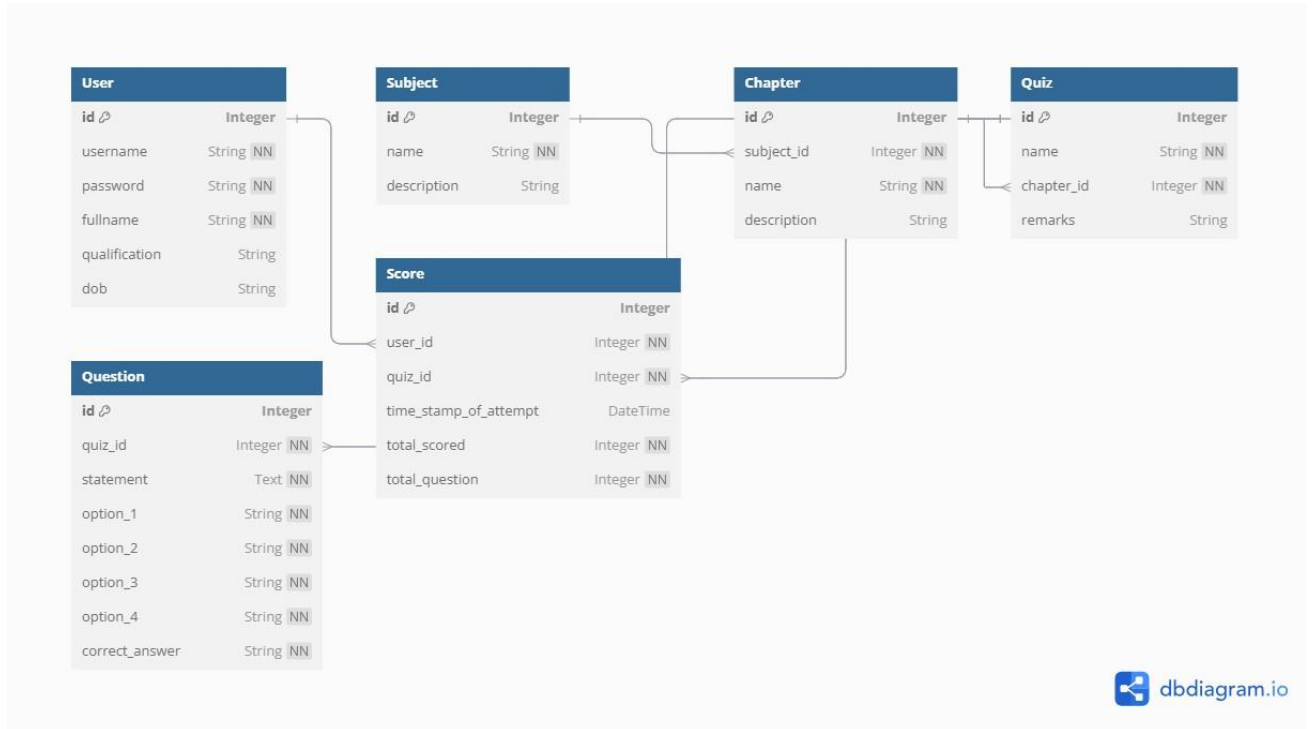 User
id Integer
username String NN
password String NN
fullname String NN
qualification String
dob String
Subject
id Integer
name String NN
description String
Chapter
id Integer
subject_id Integer NN
name String NN
description String
Quiz
id Integer
name String NN
chapter_id Integer NN
remarks String
Score
id Integer
user_id Integer NN
quiz_id Integer NN
time_stamp_of_attempt DateTime
total_scored Integer NN
total_question Integer NN
Question
id Integer
quiz_id Integer NN
statement Text NN
option_1 String NN
option_2 String NN
option_3 String NN
option_4 String NN
correct_answer String NN
dbdiagram.io